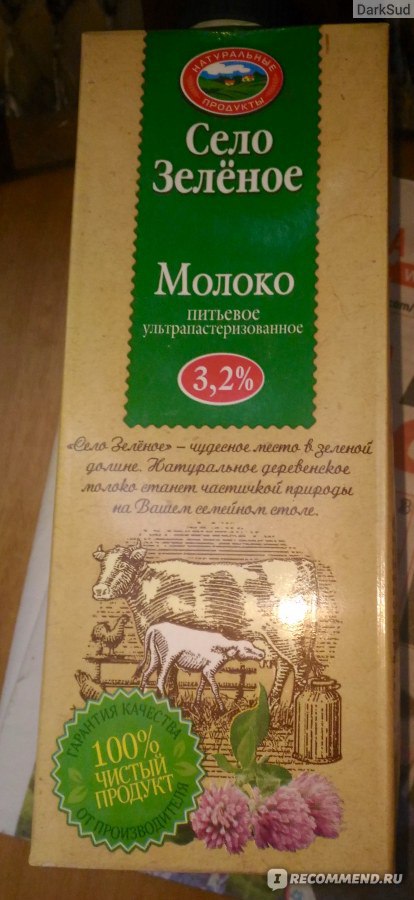 DarkSud
НАТУРАЛЬНЫЕ
ПРОДУКТЫ
Село
Зелёное
Молоко
питьевое
ультрапастеризованное
3,2%
«Село Зелёное» – чудесное место в зеленой
долине. Натуральное деревенское
молоко станет частичкой природы
на Вашем семейном столе.
ГАРАНТИЯ КАЧЕСТВА
100%
ЧИСТЫЙ
ПРОДУКТ
ОТ ПРОИЗВОДИТЕЛЯ
I RECOMMEND.RU